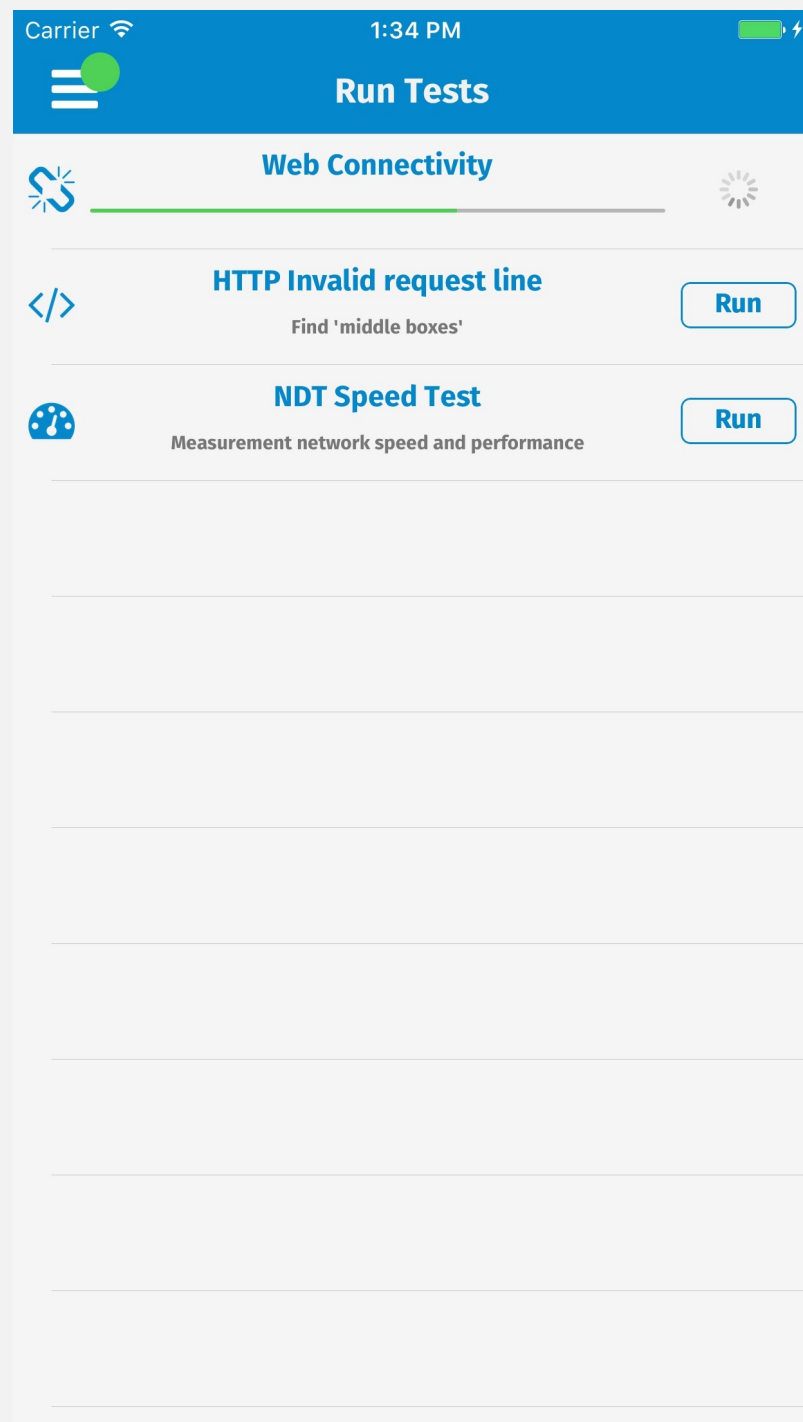 Carrier
1:34 PM
Run Tests
Web Connectivity
HTTP Invalid request line
Find 'middle boxes'
Run
NDT Speed Test
Measurement network speed and performance
Run